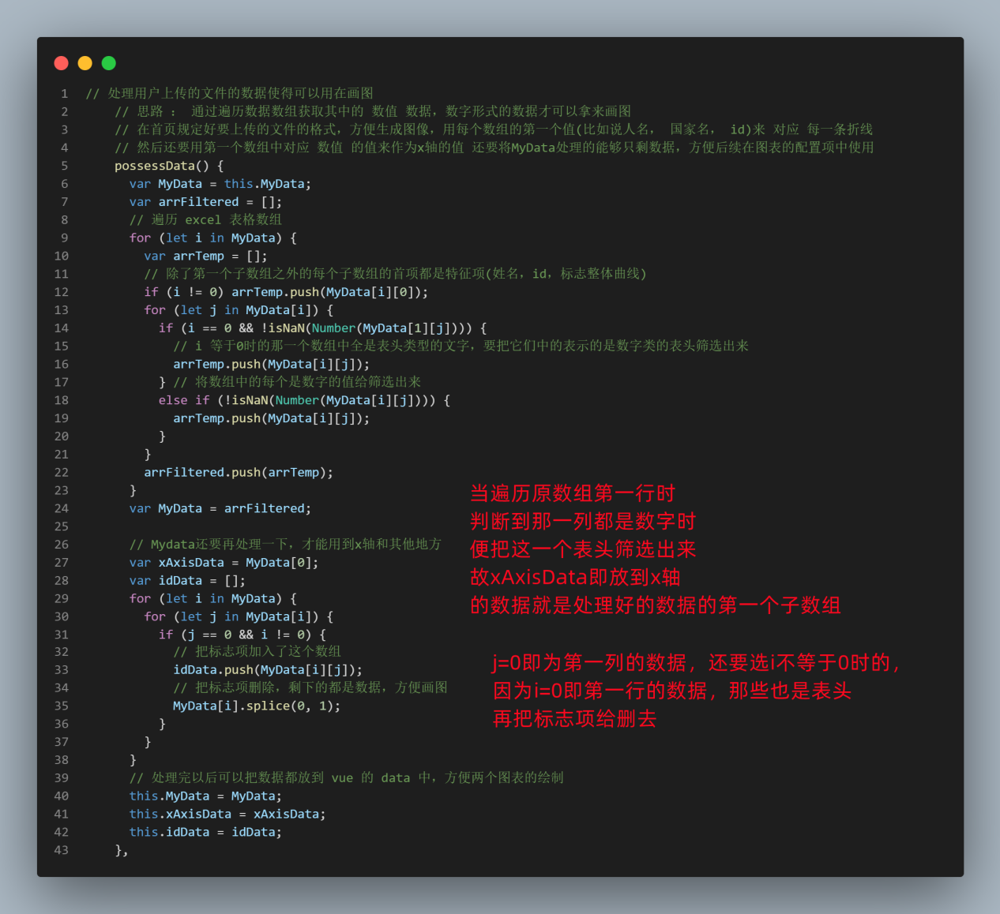 1 // 处理用户上传的文件的数据使得可以用在画图
2 // 思路 : 通过遍历数据数组获取其中的 数值 数据，数字形式的数据才可以拿来画图
3 // 在首页规定好要上传的文件的格式，方便生成图像，用每个数组的第一个值(比如说人名， 国家名， id)来 对应 每一条折线
4 // 然后还要用第一个数组中对应 数值 的值来作为x轴的值 还要将MyData处理的能够只剩数据，方便后续在图表的配置项中使用
5 possessData() {
6 var MyData = this.MyData;
7 var arrFiltered = [];
8 // 遍历 excel 表格数组
9 for (let i in MyData) {
10 var arrTemp = [];
11 // 除了第一个子数组之外的每个子数组的首项都是特征项(姓名，id，标志整体曲线)
12 if (i != 0) arrTemp.push(MyData[i][0]);
13 for (let j in MyData[i]) {
14 if (i == 0 && !isNaN(Number(MyData[1][j]))) {
15 // i 等于0时的那一个数组中全是表头类型的文字，要把它们中的表示的是数字类的表头筛选出来
16 arrTemp.push(MyData[i][j]);
17 } // 将数组中的每个是数字的值给筛选出来
18 else if (!isNaN(Number(MyData[i][j]))) {
19 arrTemp.push(MyData[i][j]);
20 }
21 }
22 arrFiltered.push(arrTemp);
23 }
24 var MyData = arrFiltered;
25
26 // Mydata还要再处理一下，才能用到x轴和其他地方
27 var xAxisData = MyData[0];
28 var idData = [];
29 for (let i in MyData) {
30 for (let j in MyData[i]) {
31 if (j == 0 && i != 0) {
32 // 把标志项加入了这个数组
33 idData.push(MyData[i][j]);
34 // 把标志项删除，剩下的都是数据，方便画图
35 MyData[i].splice(0, 1);
36 }
37 }
38 }
39 // 处理完以后可以把数据都放到 vue 的 data 中，方便两个图表的绘制
40 this.MyData = MyData;
41 this.xAxisData = xAxisData;
42 this.idData = idData;
43 },
当遍历原数组第一行时
判断到那一列都是数字时
便把这一个表头筛选出来
故xAxisData即放到x轴
的数据就是处理好的数据的第一个子数组
j=0即为第一列的数据，还要选i不等于0时的，
因为i=0即第一行的数据，那些也是表头
再把标志项给删去